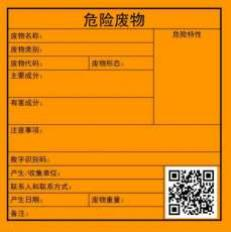 危险废物
废物名称： 危险特性
废物类别：
废物代码： 废物形态：
主要成分：
有害成分：
注意事项：
数字识别码：
产生/收集单位：
联系人和联系方式：
产生日期： 废物重量：
备注：